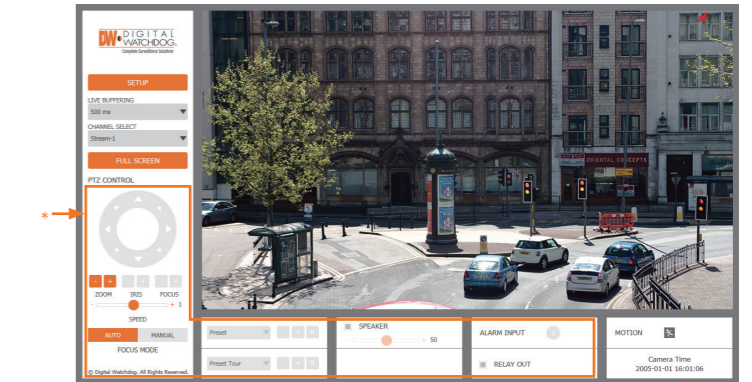 DW DIGITAL
WATCHDOG
Complete Surveillance Solutions
SETUP
LIVE BUFFERING
500 ms
CHANNEL SELECT
Stream-1
FULL SCREEN
PTZ CONTROL
*
- +
ZOOM IRIS FOCUS
- + 1
SPEED
AUTO MANUAL
FOCUS MODE
© Digital Watchdog. All Rights Reserved.
ORIENTAL CONCEPTS
Preset
Preset Tour
SPEAKER
- + 50
ALARM INPUT 1
RELAY OUT
MOTION
Camera Time
2005-01-01 16:01:06